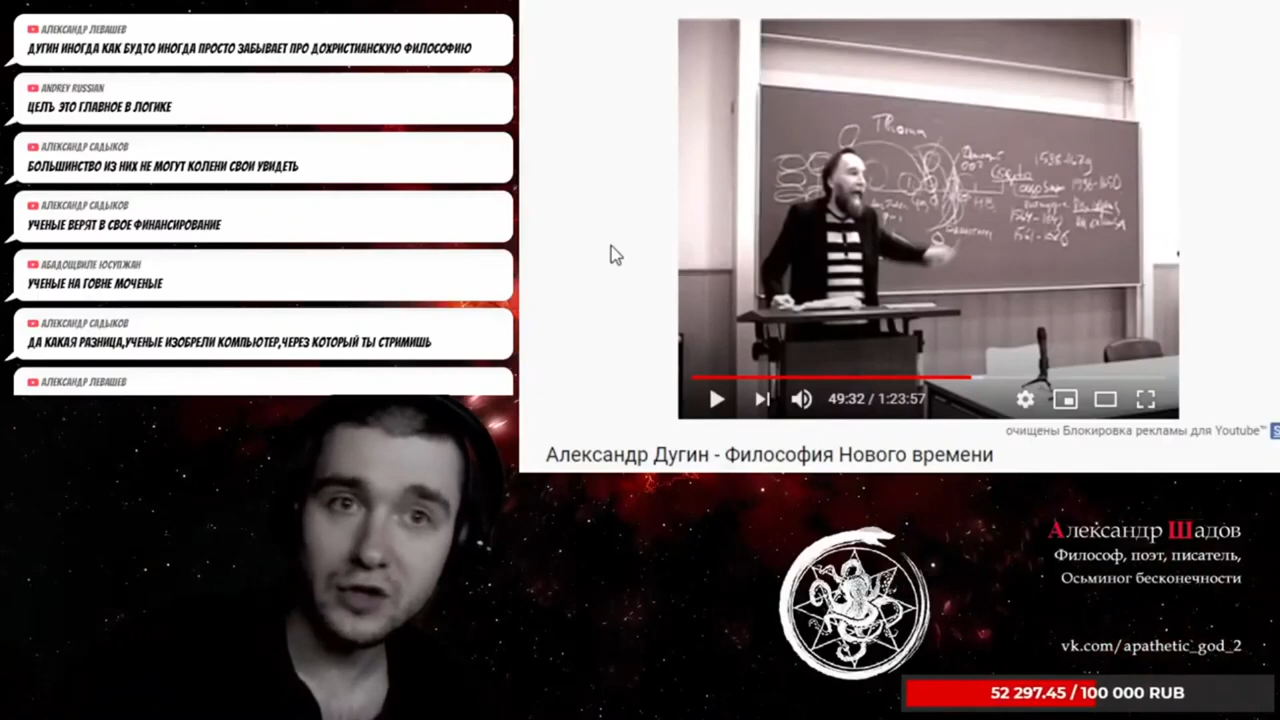 АЛЕКСАНДР ЛЕВАШЕВ
ДУГИН ИНОГДА КАК БУДТО ИНОГДА ПРОСТО ЗАБЫВАЕТ ПРО ДОХРИСТИАНСКУЮ ФИЛОСОФИЮ
ANDREY RUSSIAN
ЦЕЛЬ ЭТО ГЛАВНОЕ В ЛОГИКЕ
АЛЕКСАНДР САДЫКОВ
БОЛЬШИНСТВО ИЗ НИХ НЕ МОГУТ КОЛЕНИ СВОИ УВИДЕТЬ
АЛЕКСАНДР САДЫКОВ
УЧЕНЫЕ ВЕРЯТ В СВОЕ ФИНАНСИРОВАНИЕ
АБАДОЩВИЛЕ ЮСУПЖАН
УЧЕНЫЕ НА ГОВНЕ МОЧЕНЫЕ
АЛЕКСАНДР САДЫКОВ
ДА КАКАЯ РАЗНИЦА,УЧЕНЫЕ ИЗОБРЕЛИ КОМПЬЮТЕР,ЧЕРЕЗ КОТОРЫЙ ТЫ СТРИМИШЬ
АЛЕКСАНДР ЛЕВАШЕВ
49:32 / 1:23:57
очищены Блокировка рекламы для Youtube™
Александр Дугин - Философия Нового времени
Александр Шадов
Философ, поэт, писатель,
Осьминог бесконечности
vk.com/apathetic_god_2
52 297.45 / 100 000 RUB